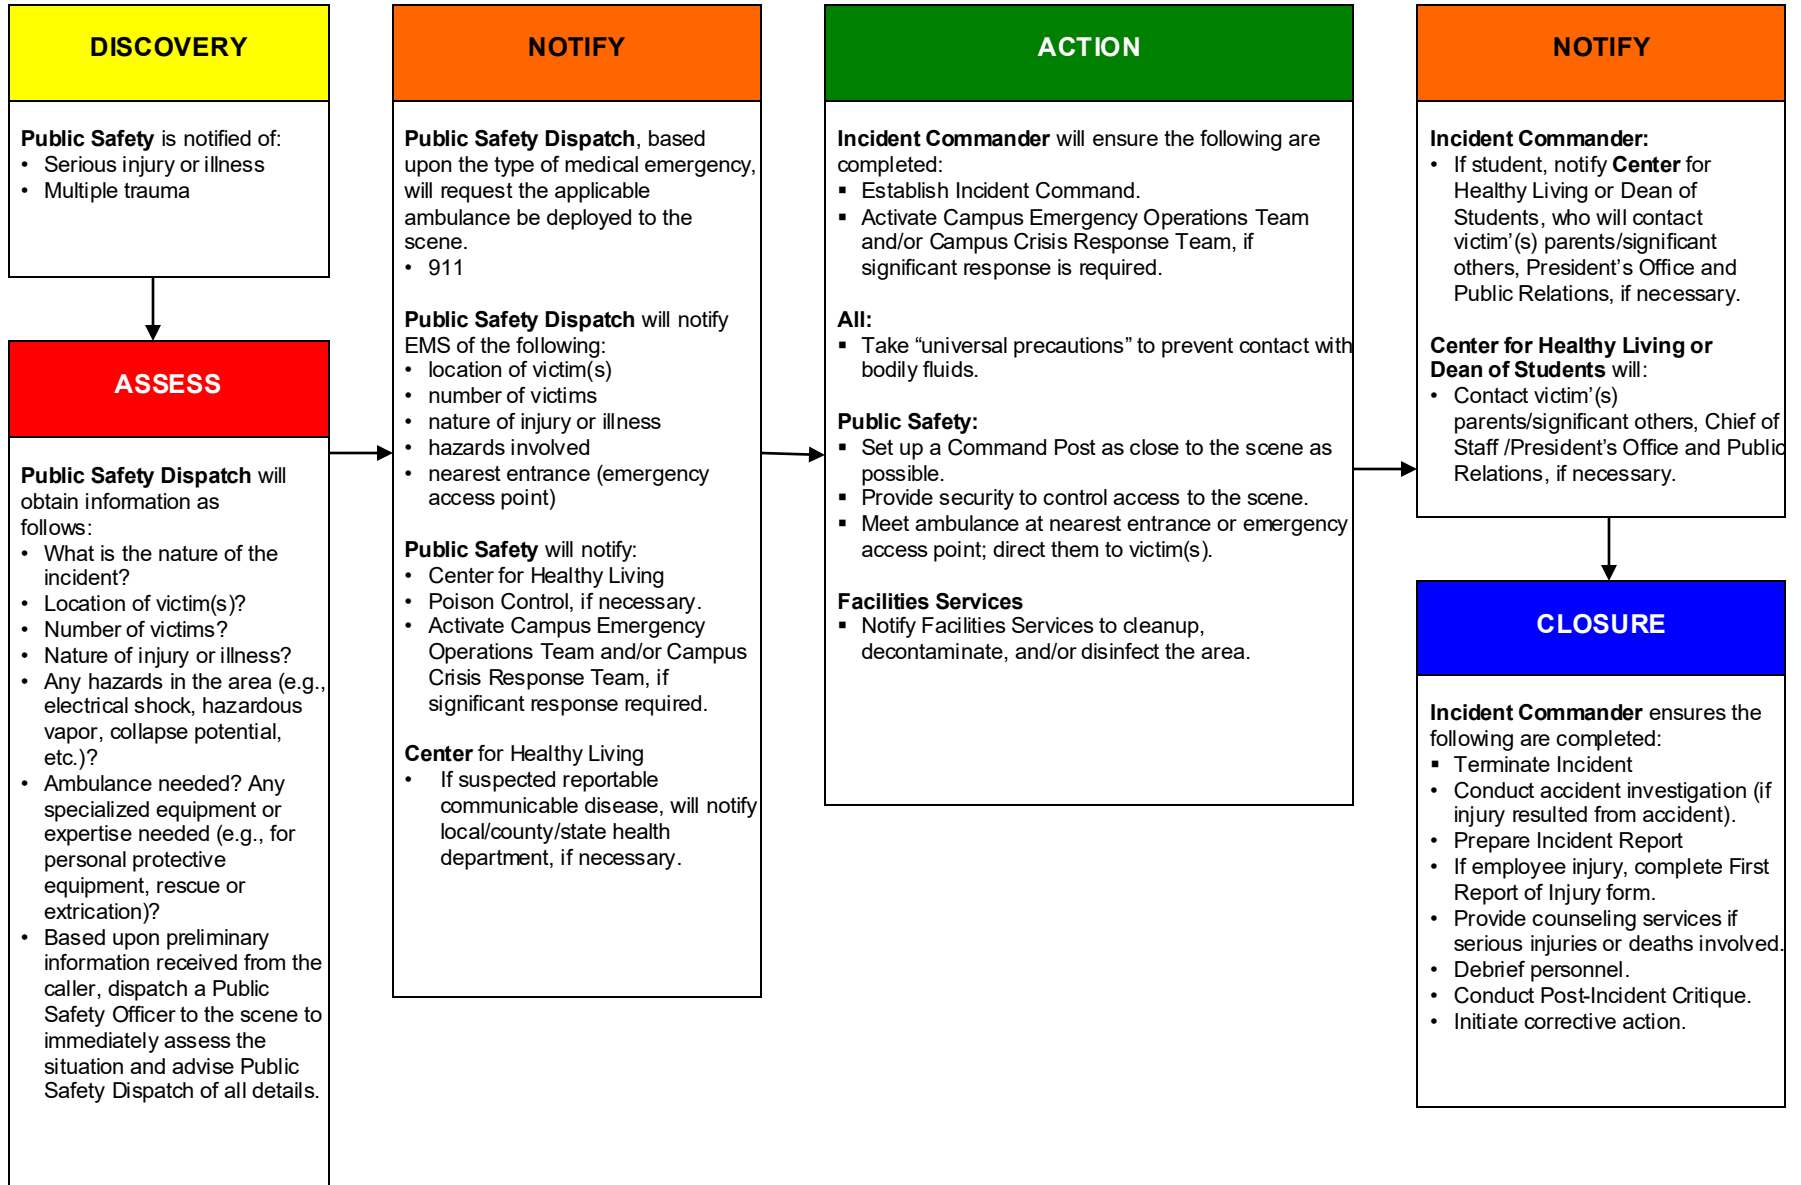 DISCOVERY
Public Safety is notified of:
• Serious injury or illness
• Multiple trauma
ASSESS
Public Safety Dispatch will
obtain information as
follows:
• What is the nature of the
incident?
• Location of victim(s)?
• Number of victims?
• Nature of injury or illness?
• Any hazards in the area (e.g.,
electrical shock, hazardous
vapor, collapse potential,
etc.)?
• Ambulance needed? Any
specialized equipment or
expertise needed (e.g., for
personal protective
equipment, rescue or
extrication)?
• Based upon preliminary
information received from the
caller, dispatch a Public
Safety Officer to the scene to
immediately assess the
situation and advise Public
Safety Dispatch of all details.
NOTIFY
Public Safety Dispatch, based
upon the type of medical emergency,
will request the applicable
ambulance be deployed to the
scene.
• 911
Public Safety Dispatch will notify
EMS of the following:
• location of victim(s)
• number of victims
• nature of injury or illness
• hazards involved
• nearest entrance (emergency
access point)
Public Safety will notify:
• Center for Healthy Living
• Poison Control, if necessary.
• Activate Campus Emergency
Operations Team and/or Campus
Crisis Response Team, if
significant response required.
Center for Healthy Living
• If suspected reportable
communicable disease, will notify
local/county/state health
department, if necessary.
ACTION
Incident Commander will ensure the following are
completed:
▪ Establish Incident Command.
▪ Activate Campus Emergency Operations Team
and/or Campus Crisis Response Team, if
significant response is required.
All:
▪ Take “universal precautions” to prevent contact with
bodily fluids.
Public Safety:
▪ Set up a Command Post as close to the scene as
possible.
▪ Provide security to control access to the scene.
▪ Meet ambulance at nearest entrance or emergency
access point; direct them to victim(s).
Facilities Services
▪ Notify Facilities Services to cleanup,
decontaminate, and/or disinfect the area.
NOTIFY
Incident Commander:
• If student, notify Center for
Healthy Living or Dean of
Students, who will contact
victim’(s) parents/significant
others, President’s Office and
Public Relations, if necessary.
Center for Healthy Living or
Dean of Students will:
• Contact victim’(s)
parents/significant others, Chief of
Staff /President’s Office and Public
Relations, if necessary.
CLOSURE
Incident Commander ensures the
following are completed:
▪ Terminate Incident
• Conduct accident investigation (if
injury resulted from accident).
• Prepare Incident Report
• If employee injury, complete First
Report of Injury form.
• Provide counseling services if
serious injuries or deaths involved.
• Debrief personnel.
• Conduct Post-Incident Critique.
• Initiate corrective action.